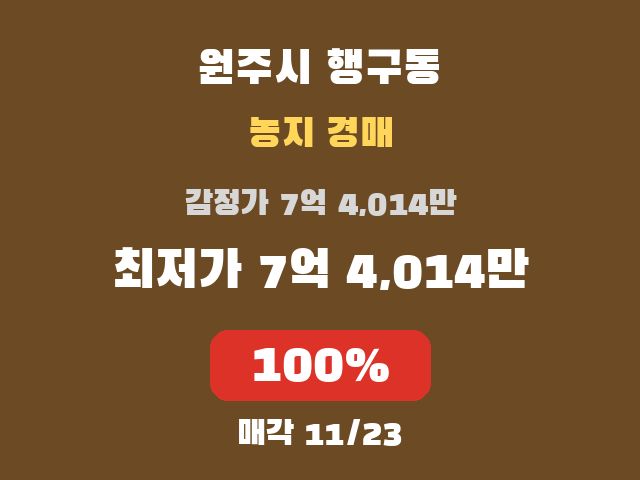 원주시 행구동
농지 경매
감정가 7억 4,014만
최저가 7억 4,014만
100%
매각 11/23